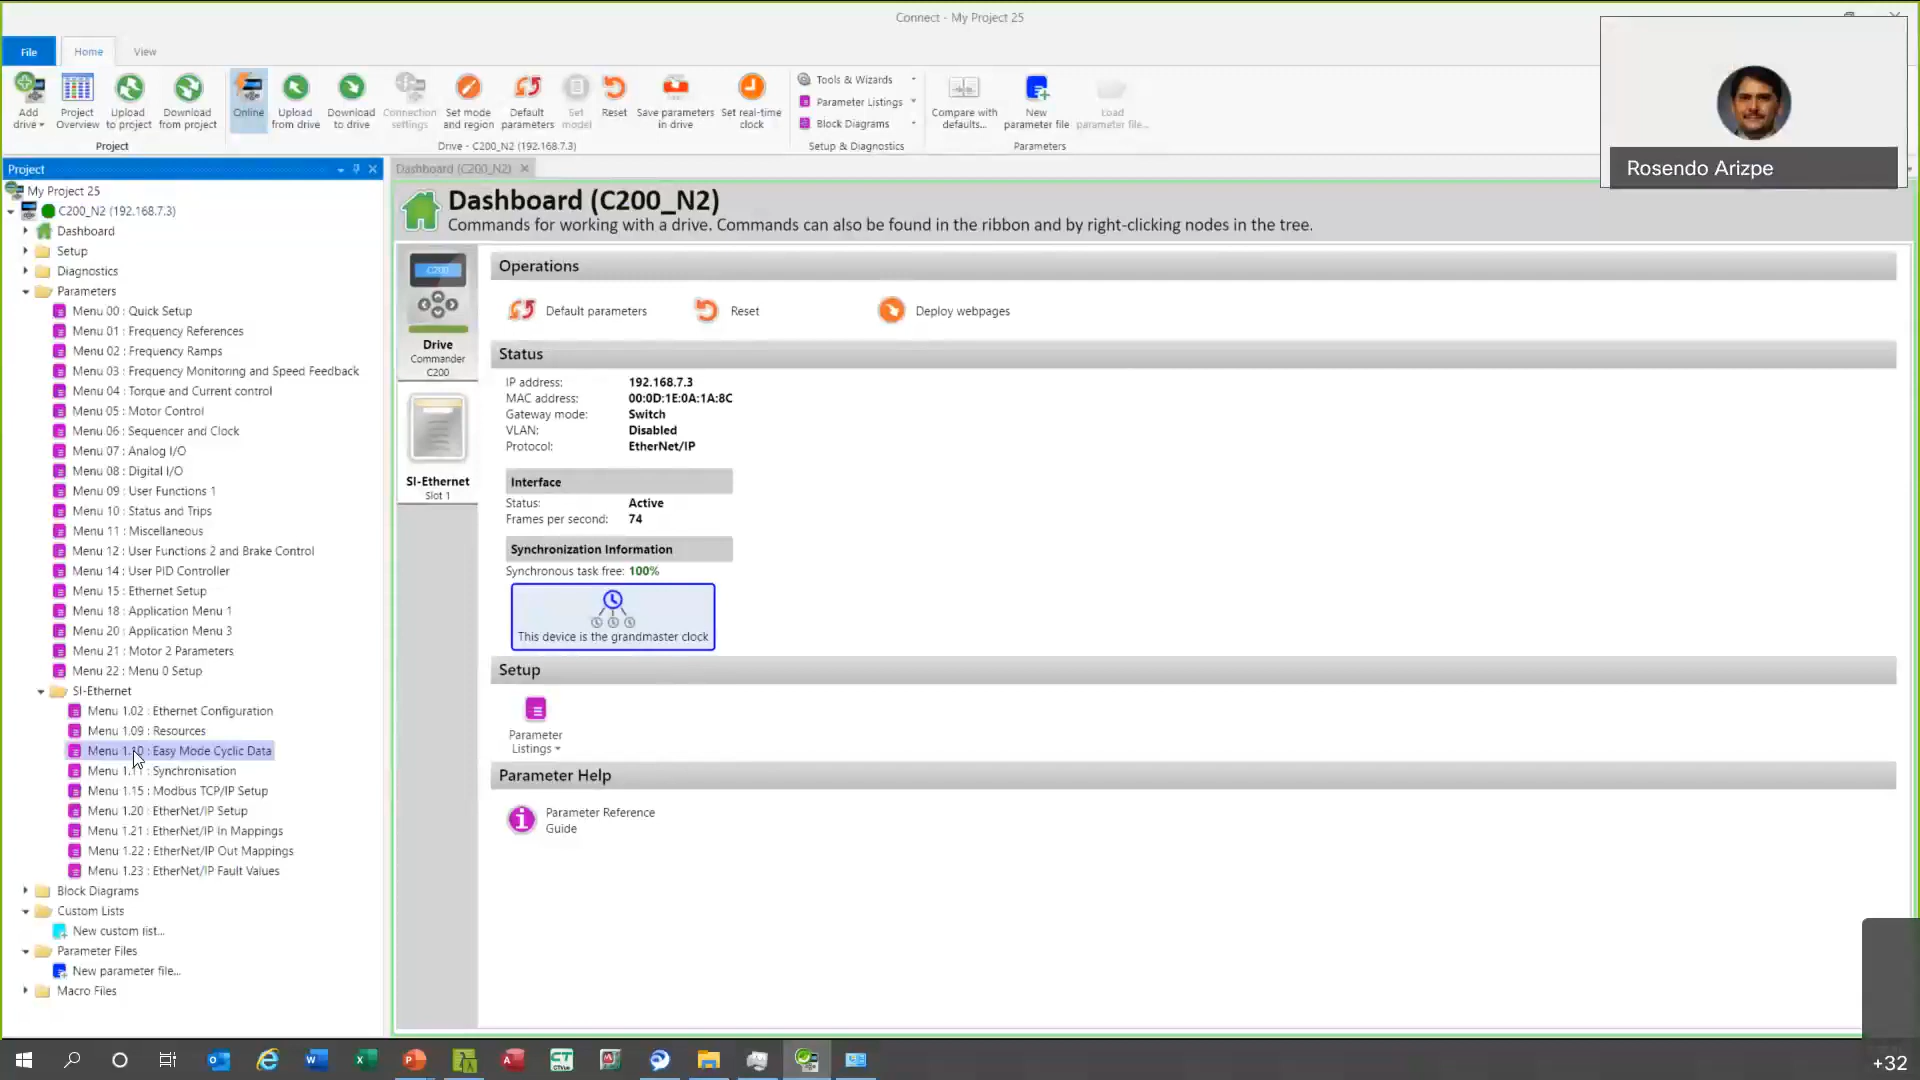 Connect - My Project 25
File
Home
View
Add
drive
Project
Overview
Upload
to project
Download
from project
Online
Upload
from drive
Download
to drive
Connection
settings
Set mode
and region
Default
parameters
Set
model
Reset
Save parameters
in drive
Set real-time
clock
Tools & Wizards
Parameter Listings
Block Diagrams
Compare with
defaults...
New
parameter file
Load
parameter file...
Project
Drive - C200_N2 (192.168.7.3)
Setup & Diagnostics
Parameters
Rosendo Arizpe
Project
My Project 25
C200_N2 (192.168.7.3)
Dashboard
Setup
Diagnostics
Parameters
Menu 00 : Quick Setup
Menu 01 : Frequency References
Menu 02 : Frequency Ramps
Menu 03 : Frequency Monitoring and Speed Feedback
Menu 04 : Torque and Current control
Menu 05 : Motor Control
Menu 06 : Sequencer and Clock
Menu 07 : Analog I/O
Menu 08 : Digital I/O
Menu 09 : User Functions 1
Menu 10 : Status and Trips
Menu 11 : Miscellaneous
Menu 12 : User Functions 2 and Brake Control
Menu 14 : User PID Controller
Menu 15 : Ethernet Setup
Menu 18 : Application Menu 1
Menu 20 : Application Menu 3
Menu 21 : Motor 2 Parameters
Menu 22 : Menu 0 Setup
SI-Ethernet
Menu 1.02 : Ethernet Configuration
Menu 1.09 : Resources
Menu 1.10 : Easy Mode Cyclic Data
Menu 1.11 : Synchronisation
Menu 1.15 : Modbus TCP/IP Setup
Menu 1.20 : EtherNet/IP Setup
Menu 1.21 : EtherNet/IP In Mappings
Menu 1.22 : EtherNet/IP Out Mappings
Menu 1.23 : EtherNet/IP Fault Values
Block Diagrams
Custom Lists
New custom list...
Parameter Files
New parameter file...
Macro Files
Dashboard (C200_N2)
Dashboard (C200_N2)
Commands for working with a drive. Commands can also be found in the ribbon and by right-clicking nodes in the tree.
C200
Drive
Commander
C200
SI-Ethernet
Slot 1
Operations
Default parameters
Reset
Deploy webpages
Status
IP address: 192.168.7.3
MAC address: 00:0D:1E:0A:1A:8C
Gateway mode: Switch
VLAN: Disabled
Protocol: EtherNet/IP
Interface
Status: Active
Frames per second: 74
Synchronization Information
Synchronous task free: 100%
This device is the grandmaster clock
Setup
Parameter
Listings
Parameter Help
Parameter Reference
Guide
+32